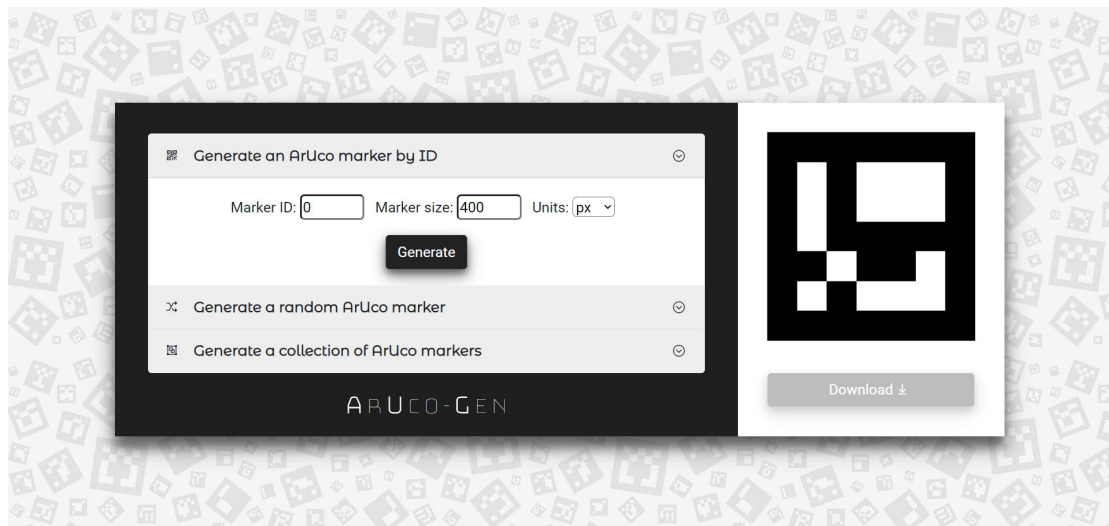 Generate an ArUco marker by ID
Marker ID: 0 Marker size: 400 Units: px
Generate
Generate a random ArUco marker
Generate a collection of ArUco markers
ArUco-Gen
Download